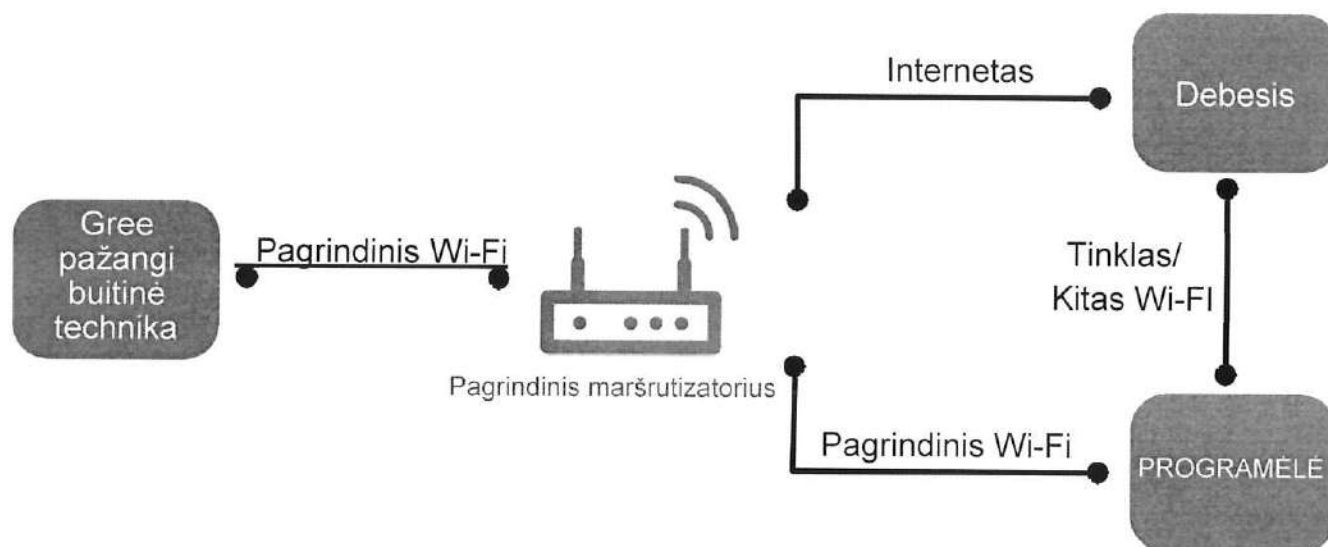 Internetas
Debesis
Gree
pažangi
buitinė
technika
Pagrindinis Wi-Fi
Tinklas/
Kitas Wi-FI
Pagrindinis maršrutizatorius
Pagrindinis Wi-Fi
PROGRAMĖLĖ